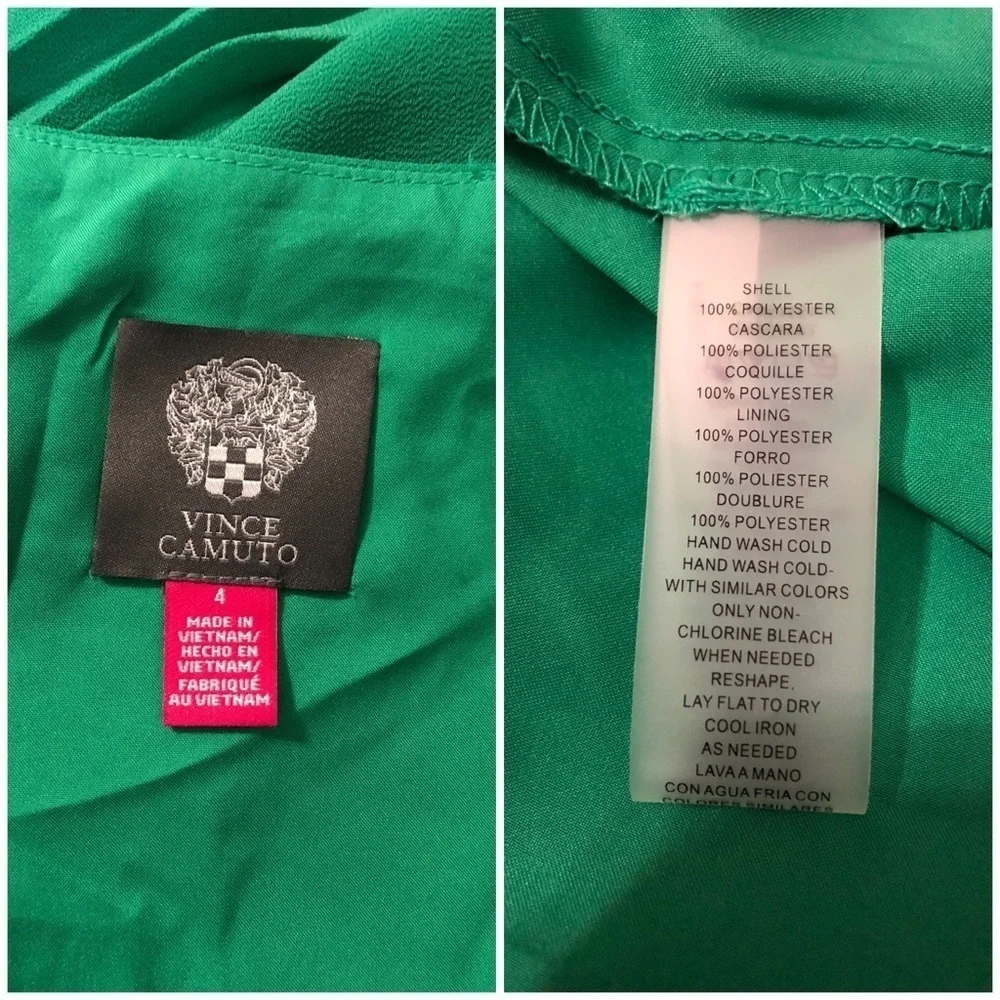 VINCE
CAMUTO
4
MADE IN
VIETNAM/
HECHO EN
VIETNAM/
FABRIQUÉ
AU VIETNAM
SHELL
100% POLYESTER
CASCARA
100% POLIESTER
COQUILLE
100% POLYESTER
LINING
100% POLYESTER
FORRO
100% POLIESTER
DOUBLURE
100% POLYESTER
HAND WASH COLD
HAND WASH COLD-
WITH SIMILAR COLORS
ONLY NON-
CHLORINE BLEACH
WHEN NEEDED
RESHAPE,
LAY FLAT TO DRY
COOL IRON
AS NEEDED
LAVA A MANO
CON AGUA FRIA CON
COLORES SIMILARES